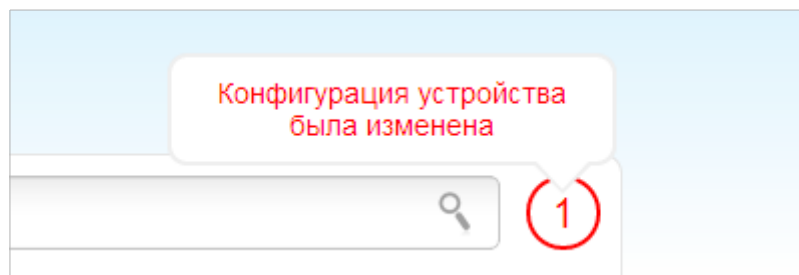 Конфигурация устройства
была изменена
1